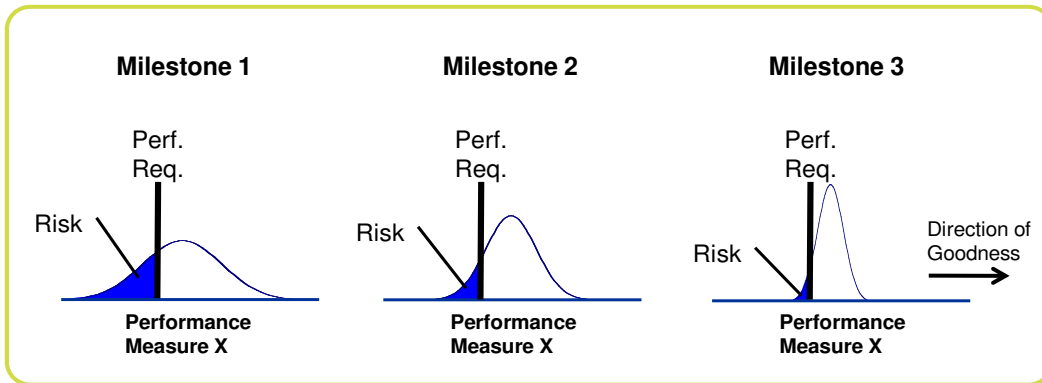 Milestone 1
Milestone 2
Milestone 3
Perf.
Req.
Perf.
Req.
Perf.
Req.
Risk
Risk
Risk
Direction of
Goodness
Performance
Measure X
Performance
Measure X
Performance
Measure X